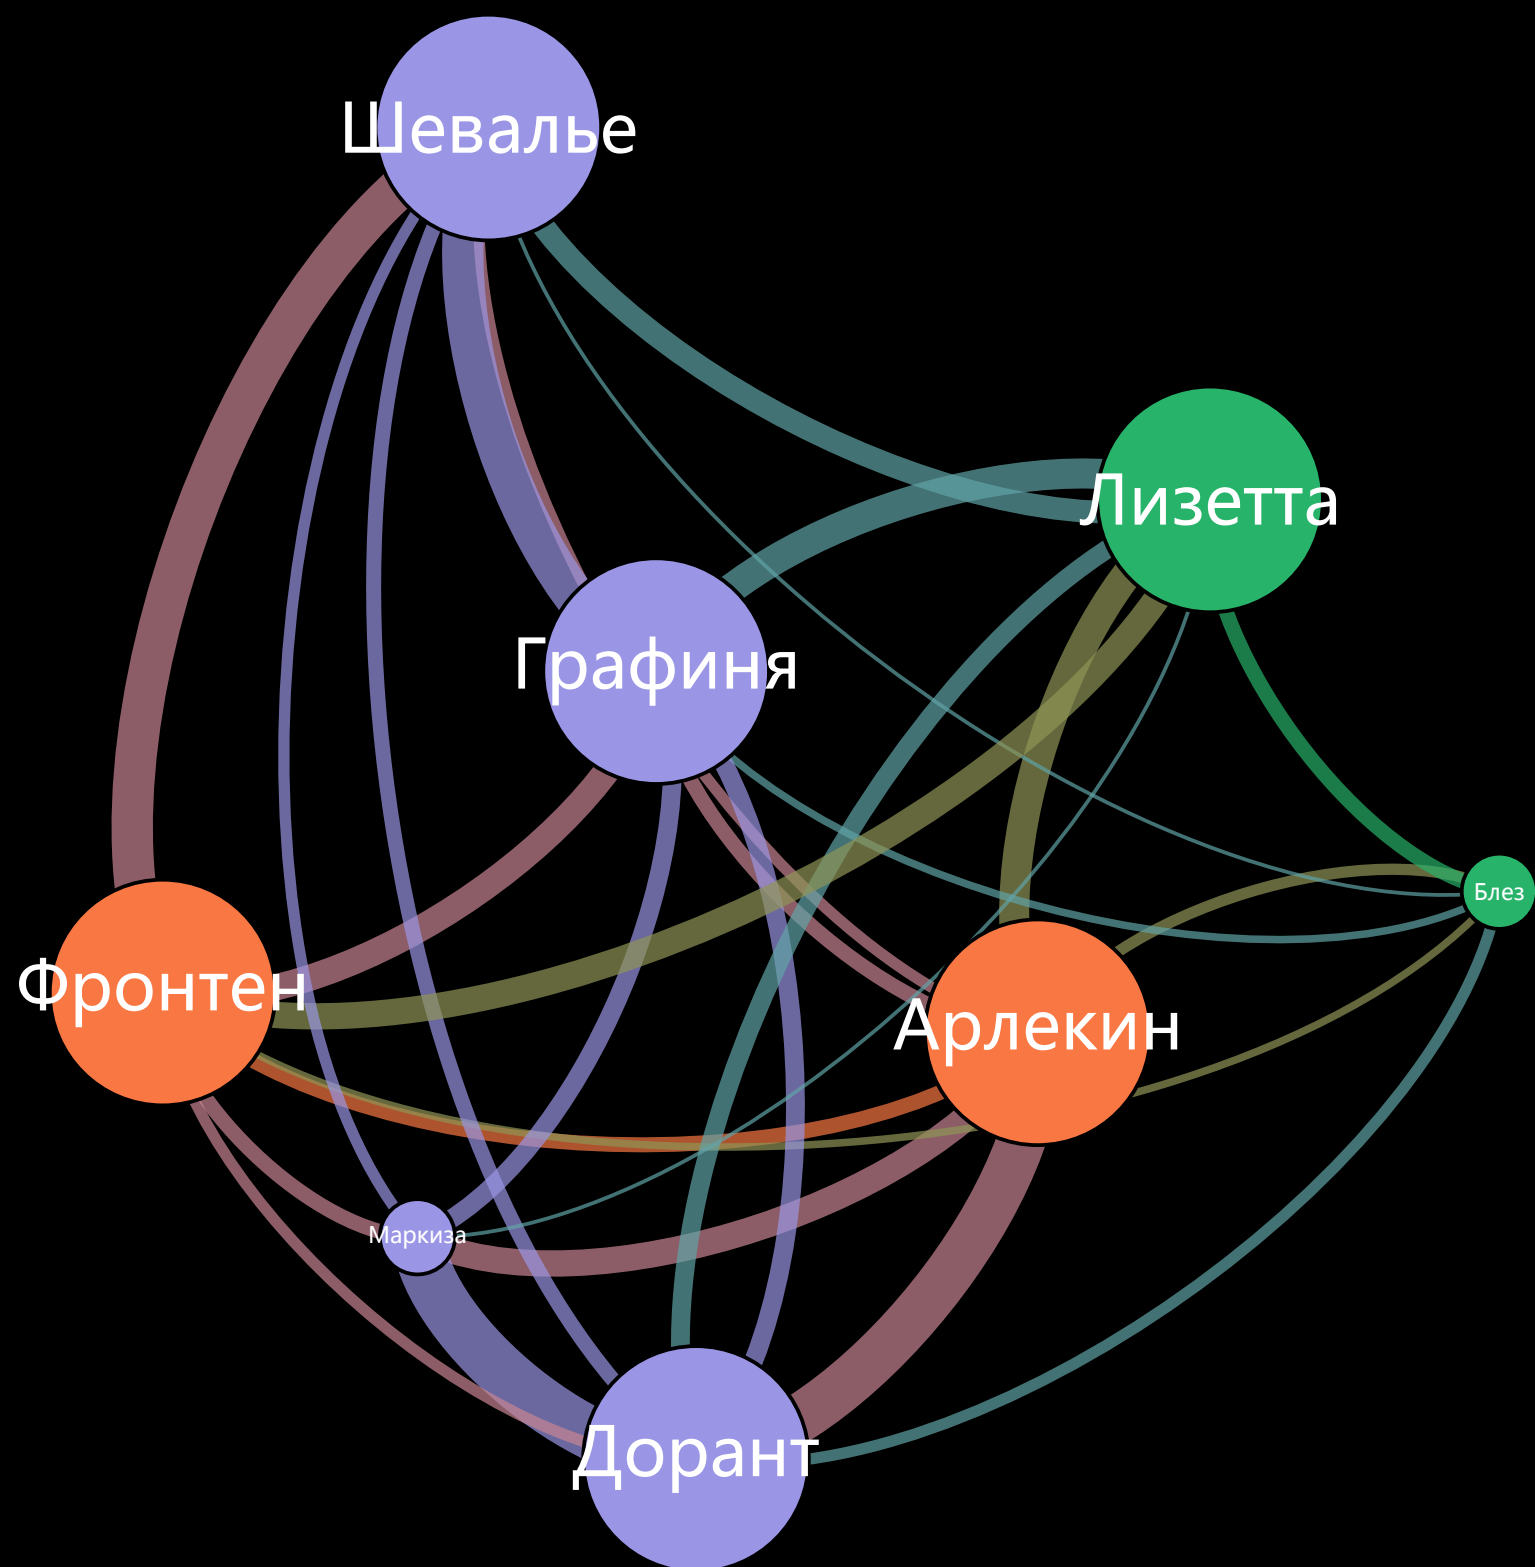 Шевалье
Лизетта
Графиня
Блез
Фронтен
Арлекин
Маркиза
Дорант